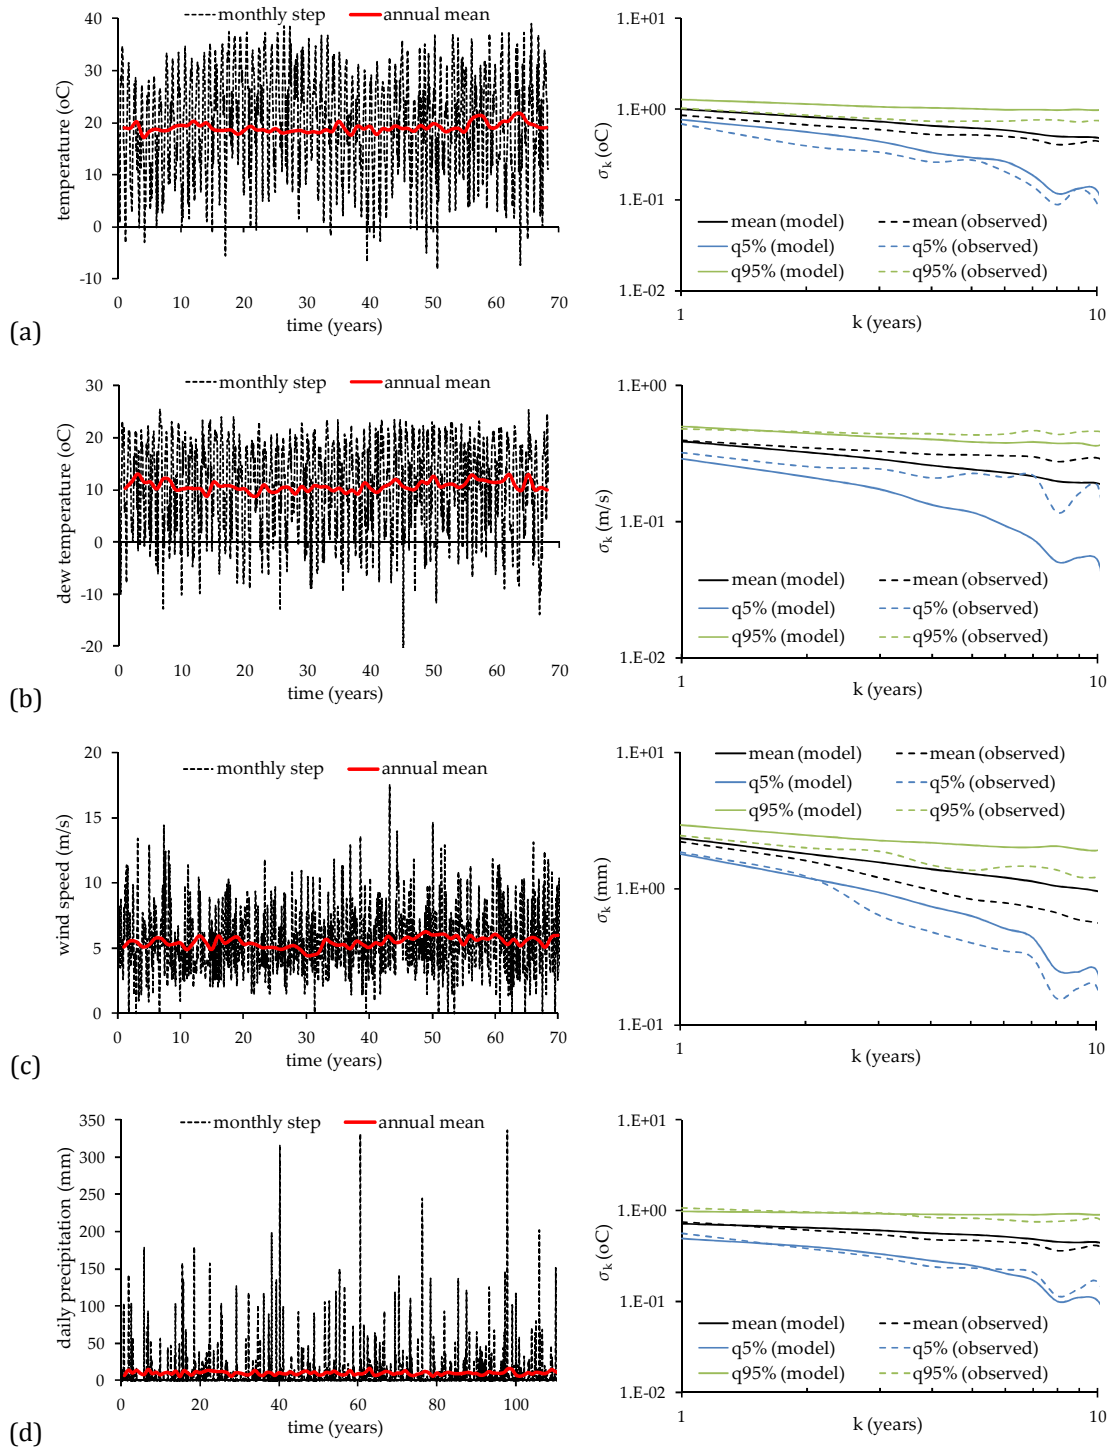 monthly step annual mean
40
30
20
10
0
-10
temperature (oC)
0 10 20 30 40 50 60 70
time (years)
(a)
1.E+01
1.E+00
1.E-01
1.E-02
σk (oC)
mean (model) mean (observed)
q5% (model) q5% (observed)
q95% (model) q95% (observed)
1 10
k (years)
monthly step annual mean
30
20
10
0
-10
-20
dew temperature (oC)
0 10 20 30 40 50 60 70
time (years)
(b)
1.E+00
1.E-01
1.E-02
σk (m/s)
mean (model) mean (observed)
q5% (model) q5% (observed)
q95% (model) q95% (observed)
1 10
k (years)
20
15
10
5
0
monthly step annual mean
wind speed (m/s)
0 10 20 30 40 50 60 70
time (years)
(c)
1.E+01
1.E+00
1.E-01
mean (model) mean (observed)
q5% (model) q5% (observed)
q95% (model) q95% (observed)
σk (mm)
1 10
k (years)
monthly step annual mean
350
300
250
200
150
100
50
0
daily precipitation (mm)
0 20 40 60 80 100
time (years)
(d)
1.E+01
1.E+00
1.E-01
1.E-02
σk (oC)
mean (model) mean (observed)
q5% (model) q5% (observed)
q95% (model) q95% (observed)
1 10
k (years)